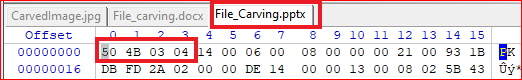 CarvedImage.jpg File_carving.docx File_Carving.pptx
Offset 0 1 2 3 4 5 6 7 8 9 10 11 12 13 14 15
00000000 50 4B 03 04 14 00 06 00 08 00 00 00 21 00 93 1B PK
00000016 DB FD 2A 02 00 00 DE 14 00 00 13 00 08 02 5B 43 Ûý*